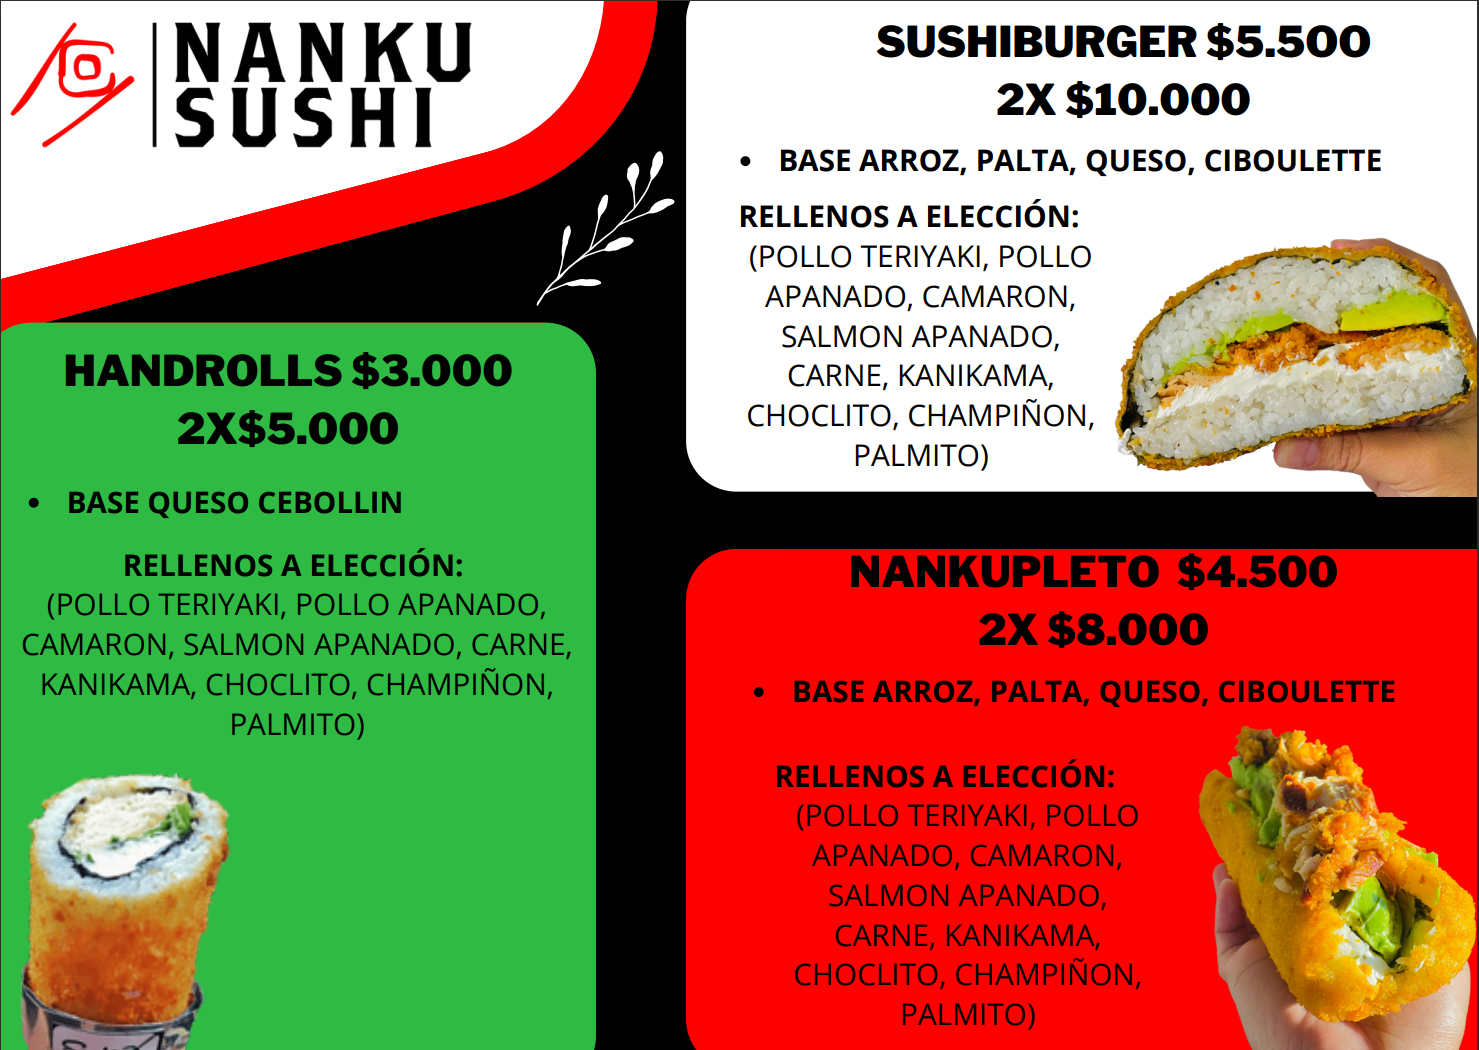 NANKU
SUSHI
HANDROLLS $3.000
2X$5.000
• BASE QUESO CEBOLLIN
RELLENOS A ELECCIÓN:
(POLLO TERIYAKI, POLLO APANADO,
CAMARON, SALMON APANADO, CARNE,
KANIKAMA, CHOCLITO, CHAMPIÑON,
PALMITO)
SUSHIBURGER $5.500
2X $10.000
• BASE ARROZ, PALTA, QUESO, CIBOULETTE
RELLENOS A ELECCIÓN:
(POLLO TERIYAKI, POLLO
APANADO, CAMARON,
SALMON APANADO,
CARNE, KANIKAMA,
CHOCLITO, CHAMPIÑON,
PALMITO)
NANKUPLETO $4.500
2X $8.000
• BASE ARROZ, PALTA, QUESO, CIBOULETTE
RELLENOS A ELECCIÓN:
(POLLO TERIYAKI, POLLO
APANADO, CAMARON,
SALMON APANADO,
CARNE, KANIKAMA,
CHOCLITO, CHAMPIÑON,
PALMITO)